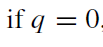 if q = 0,